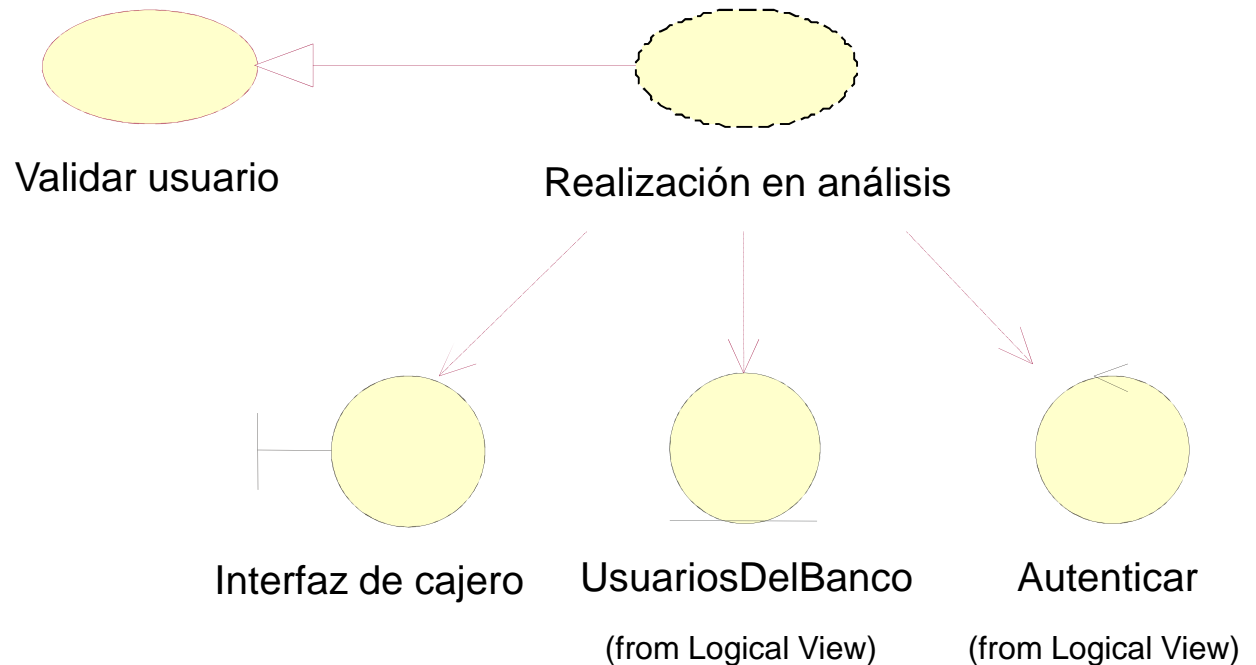 Validar usuario
Realización en análisis
Interfaz de cajero
UsuariosDelBanco
Autenticar
(from Logical View)
(from Logical View)